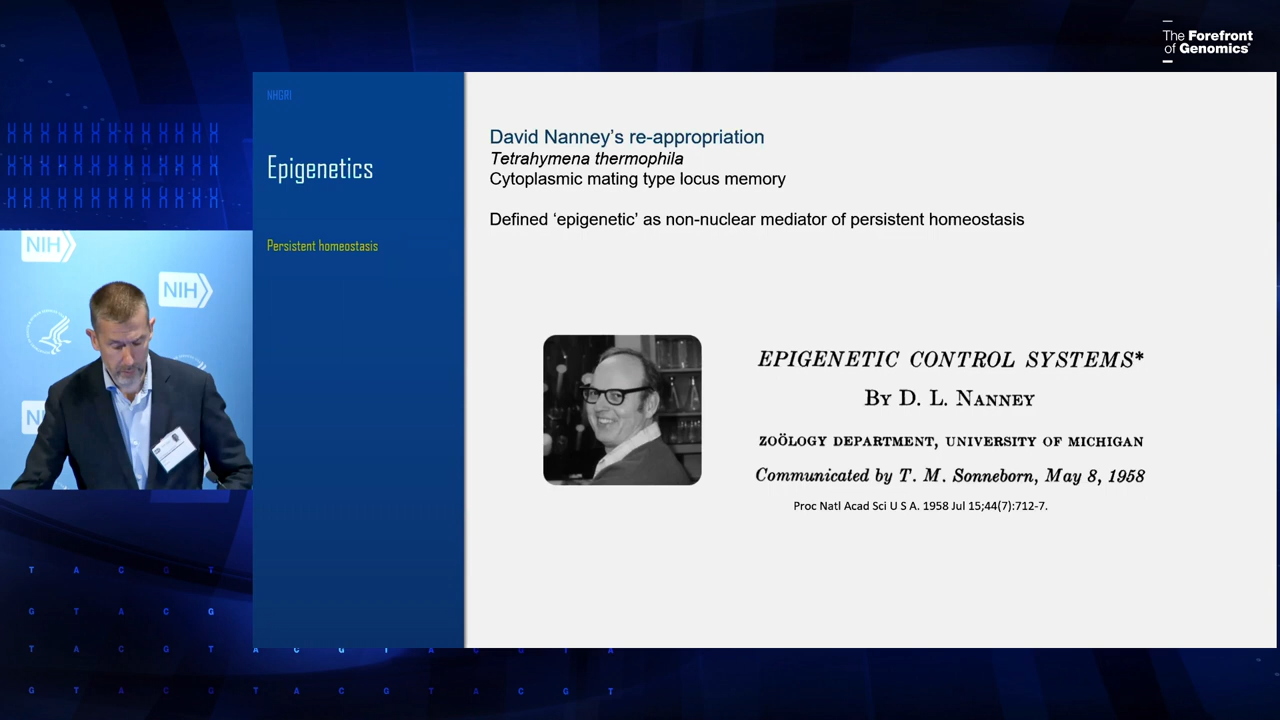 The Forefront
of Genomics®
NHGRI
Epigenetics
Persistent homeostasis
David Nanney's re-appropriation
Tetrahymena thermophila
Cytoplasmic mating type locus memory
Defined ‘epigenetic’ as non-nuclear mediator of persistent homeostasis
EPIGENETIC CONTROL SYSTEMS*
BY D. L. NANNEY
ZOÖLOGY DEPARTMENT, UNIVERSITY OF MICHIGAN
Communicated by T. M. Sonneborn, May 8, 1958
Proc Natl Acad Sci U S A. 1958 Jul 15;44(7):712-7.
NIH
NIH
NI
T A C G T
G T A C G
T A C G T A C G T A C G T A
G T A C G T A C G T A C G T